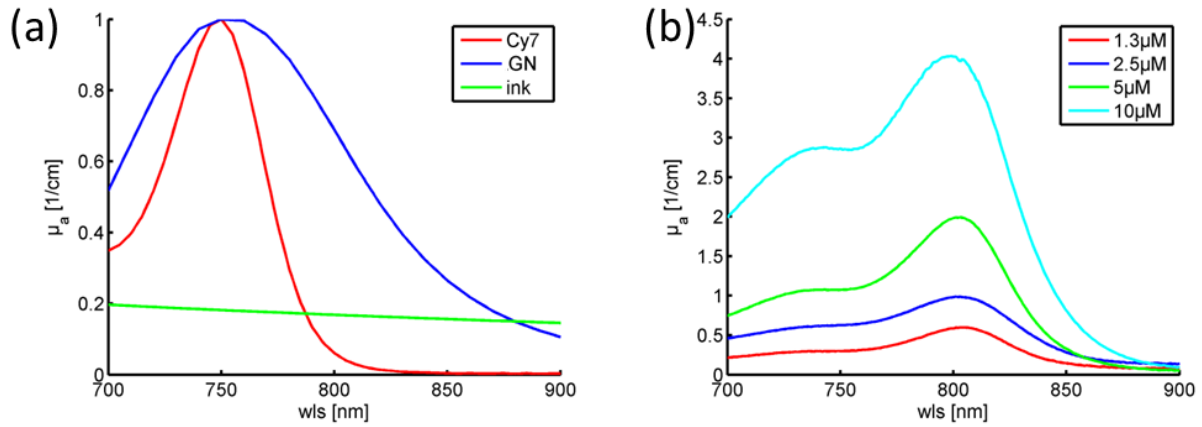 (a)
1
0.8
0.6
0.4
0.2
0
μa [1/cm]
700
750
800
850
900
wls [nm]
Cy7
GN
ink
(b)
4.5
4
3.5
3
2.5
2
1.5
1
0.5
0
μa [1/cm]
700
750
800
850
900
wls [nm]
1.3μM
2.5μM
5μM
10μM